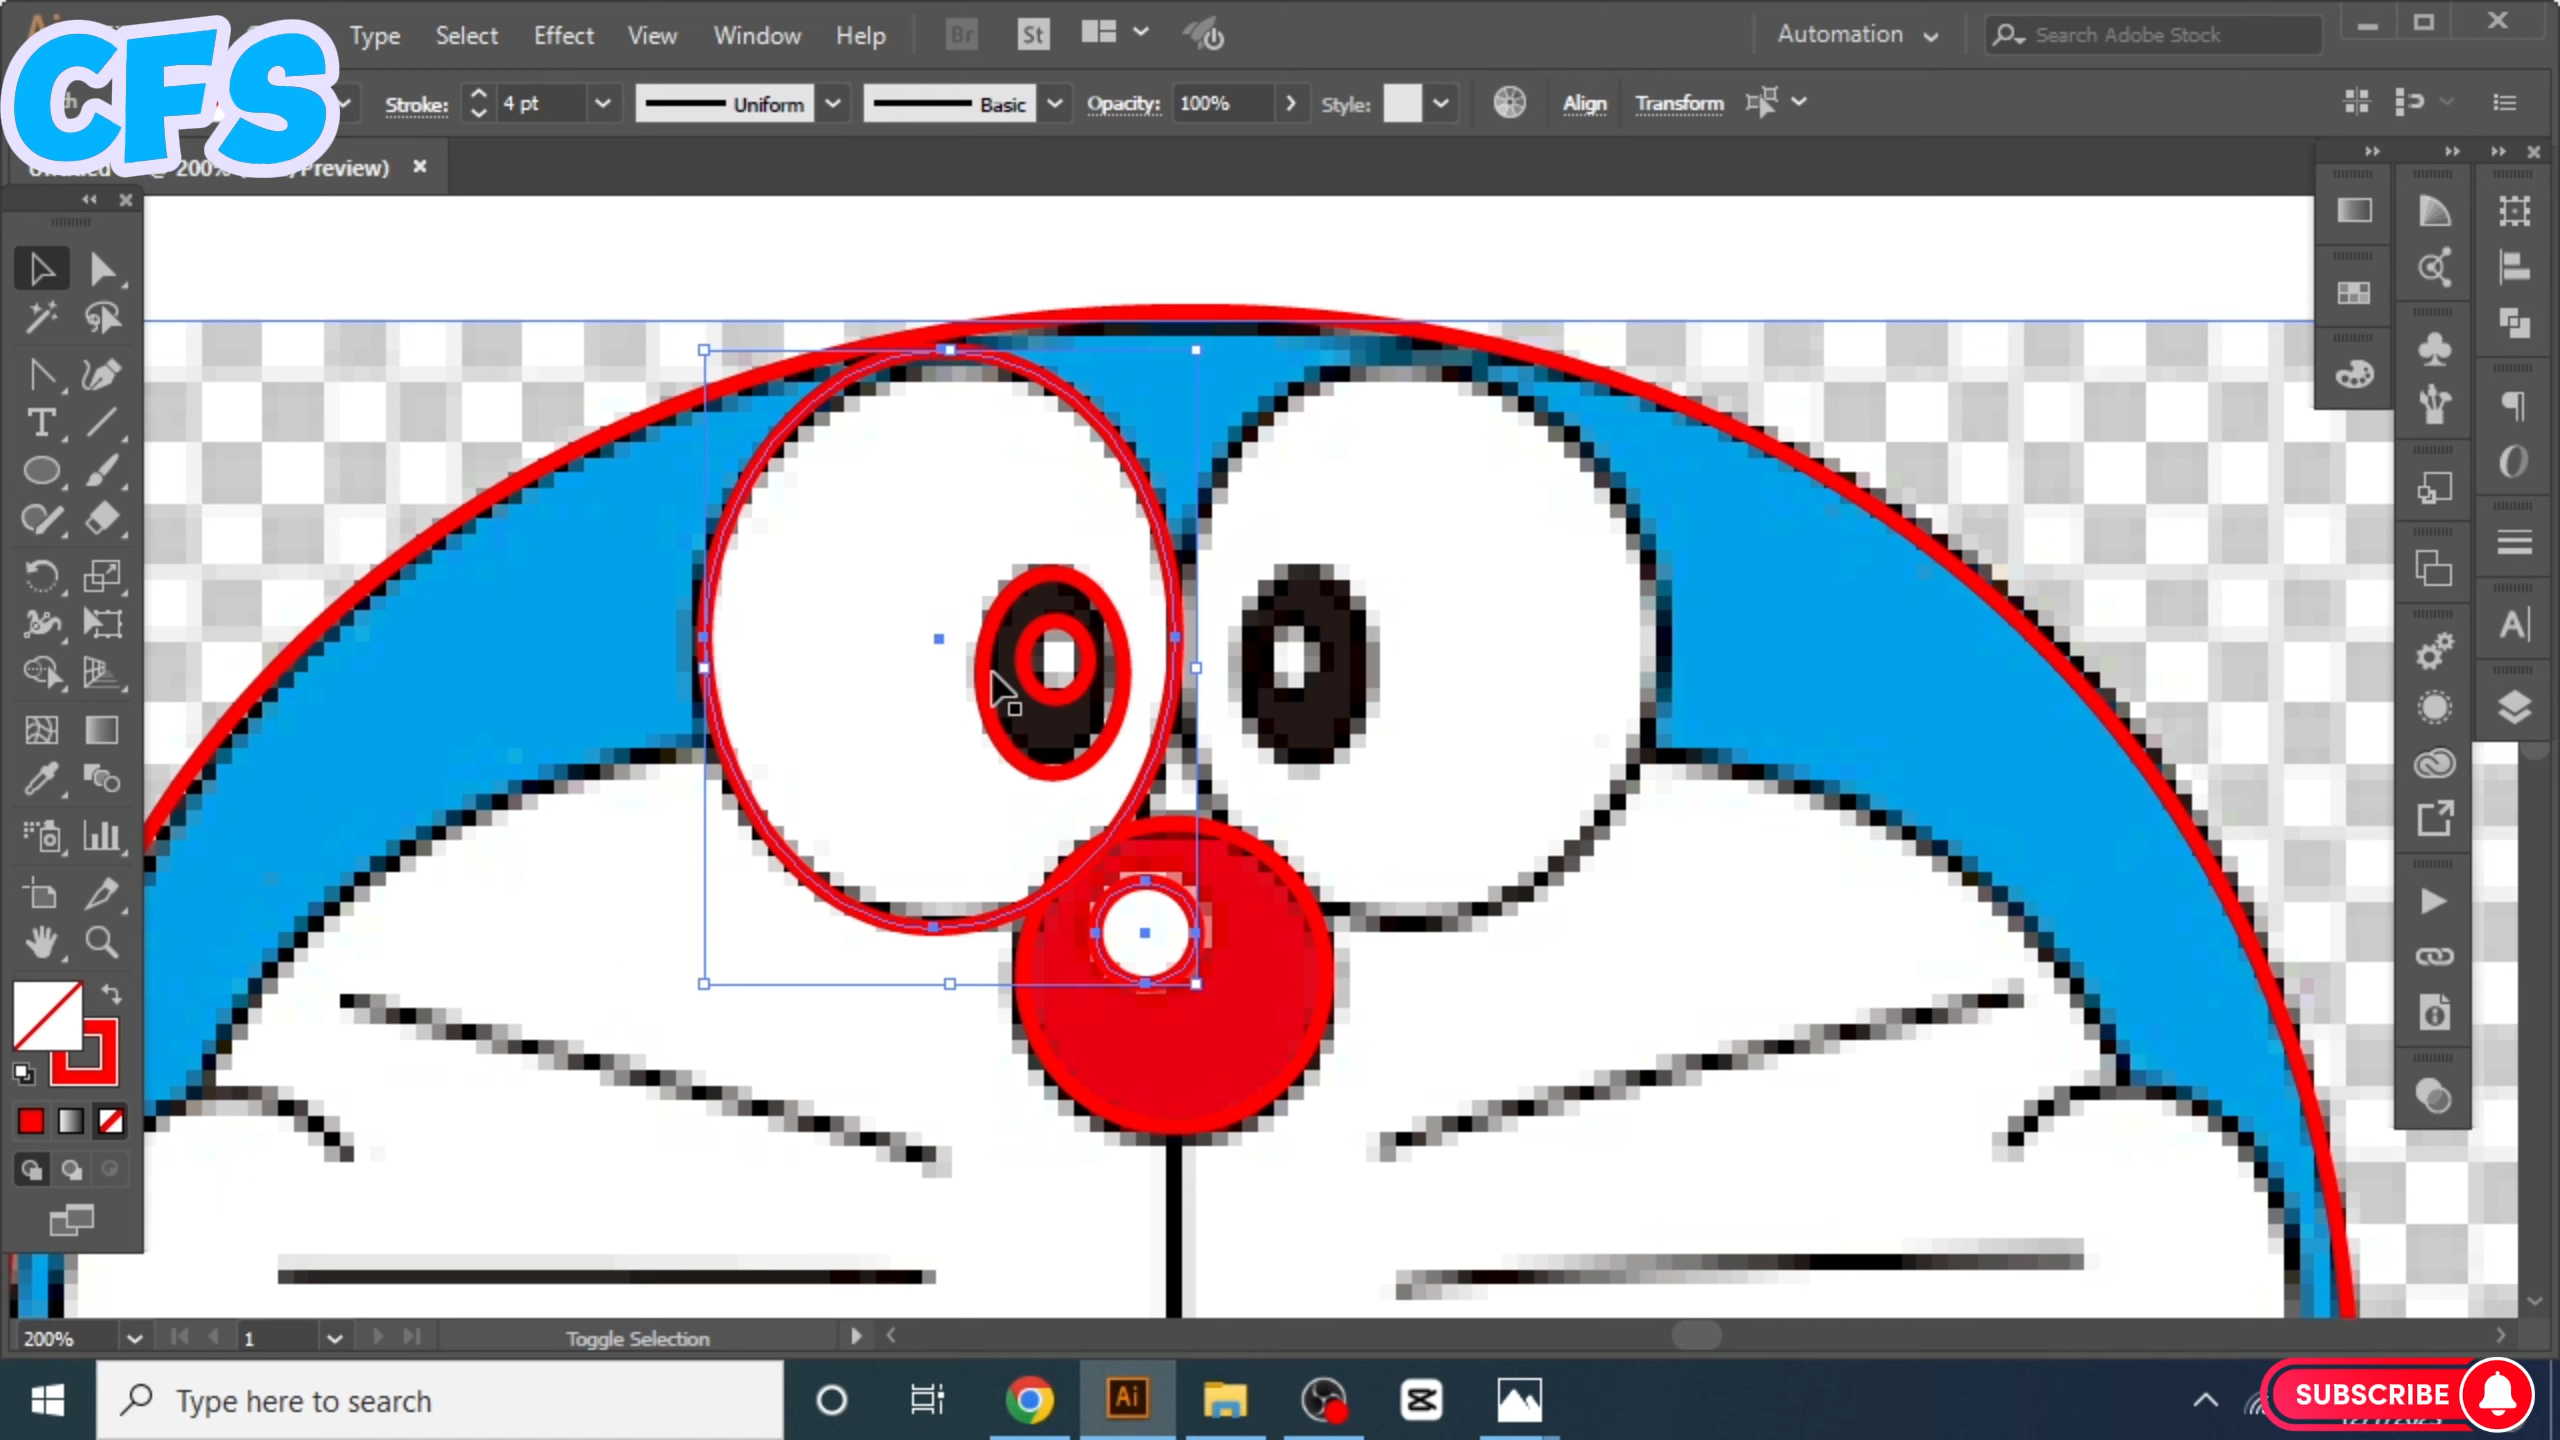 CFS
Type Select Effect View Window Help Br St Automation Search Adobe Stock
Stroke: 4 pt Uniform Basic Opacity: 100% Style: Align Transform
200% Preview)
200% 1 Toggle Selection
Type here to search
Ai
SUBSCRIBE